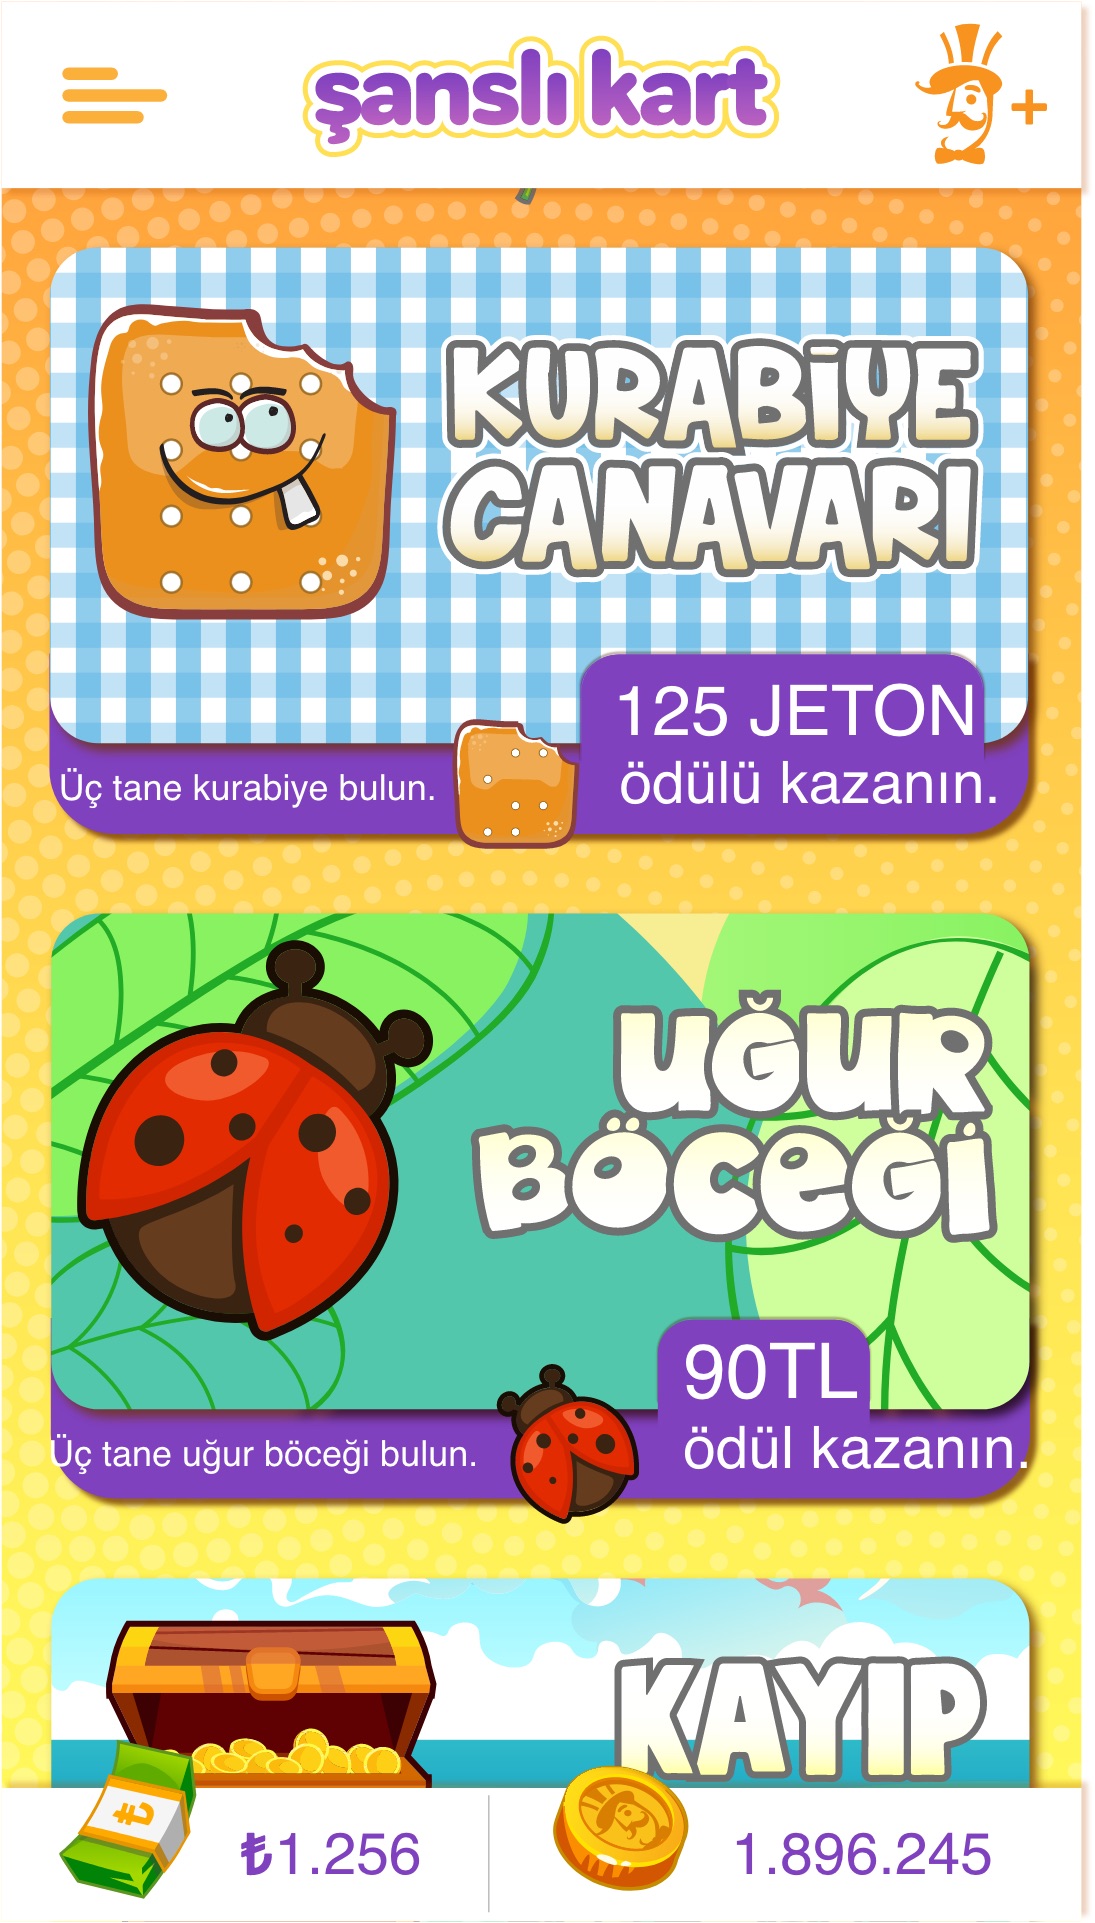 şanslı kart
KURABİYE
CANAVARI
125 JETON
Üç tane kurabiye bulun.
ödülü kazanın.
UĞUR
BÖCEĞİ
90TL
Üç tane uğur böceği bulun.
ödül kazanın.
KAYIP
₺
₺1.256
1.896.245